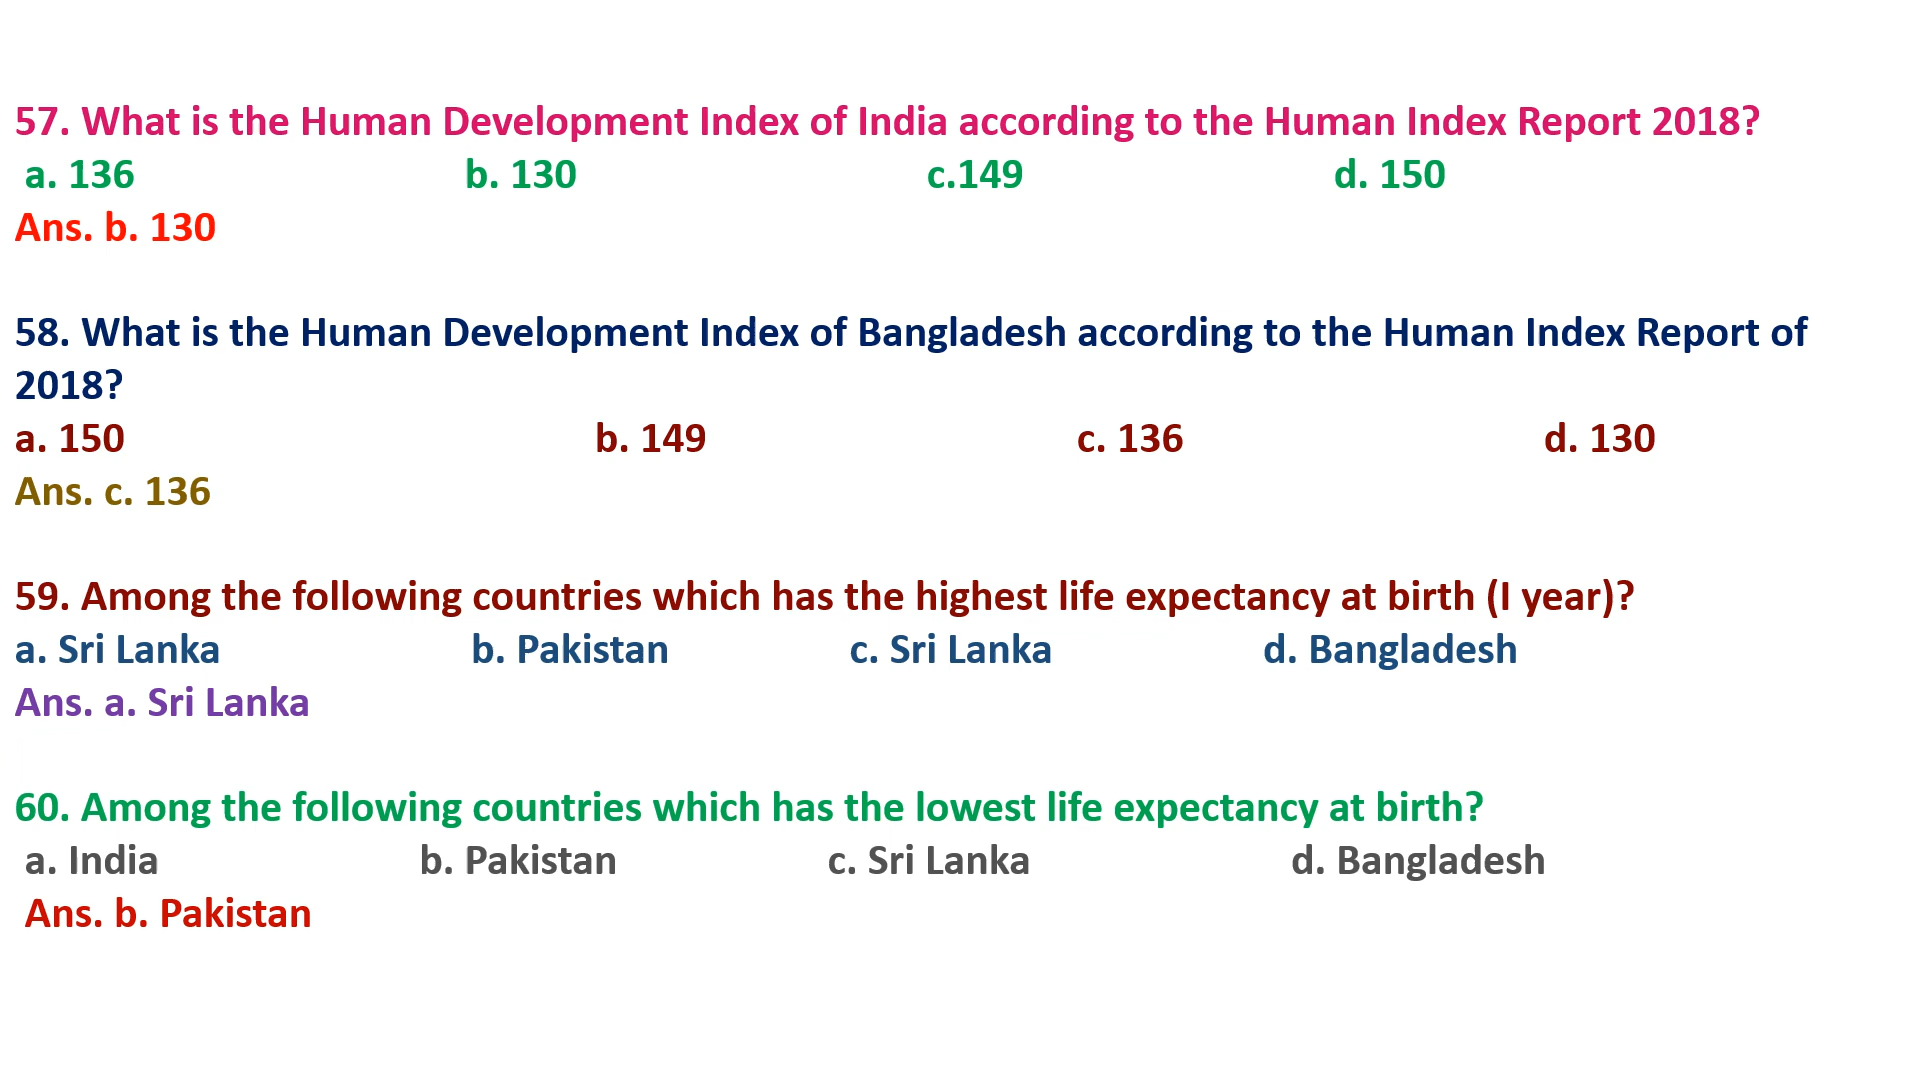 57. What is the Human Development Index of India according to the Human Index Report 2018?
a. 136 b. 130 c.149 d. 150
Ans. b. 130
58. What is the Human Development Index of Bangladesh according to the Human Index Report of
2018?
a. 150 b. 149 c. 136 d. 130
Ans. c. 136
59. Among the following countries which has the highest life expectancy at birth (I year)?
a. Sri Lanka b. Pakistan c. Sri Lanka d. Bangladesh
Ans. a. Sri Lanka
60. Among the following countries which has the lowest life expectancy at birth?
a. India b. Pakistan c. Sri Lanka d. Bangladesh
Ans. b. Pakistan